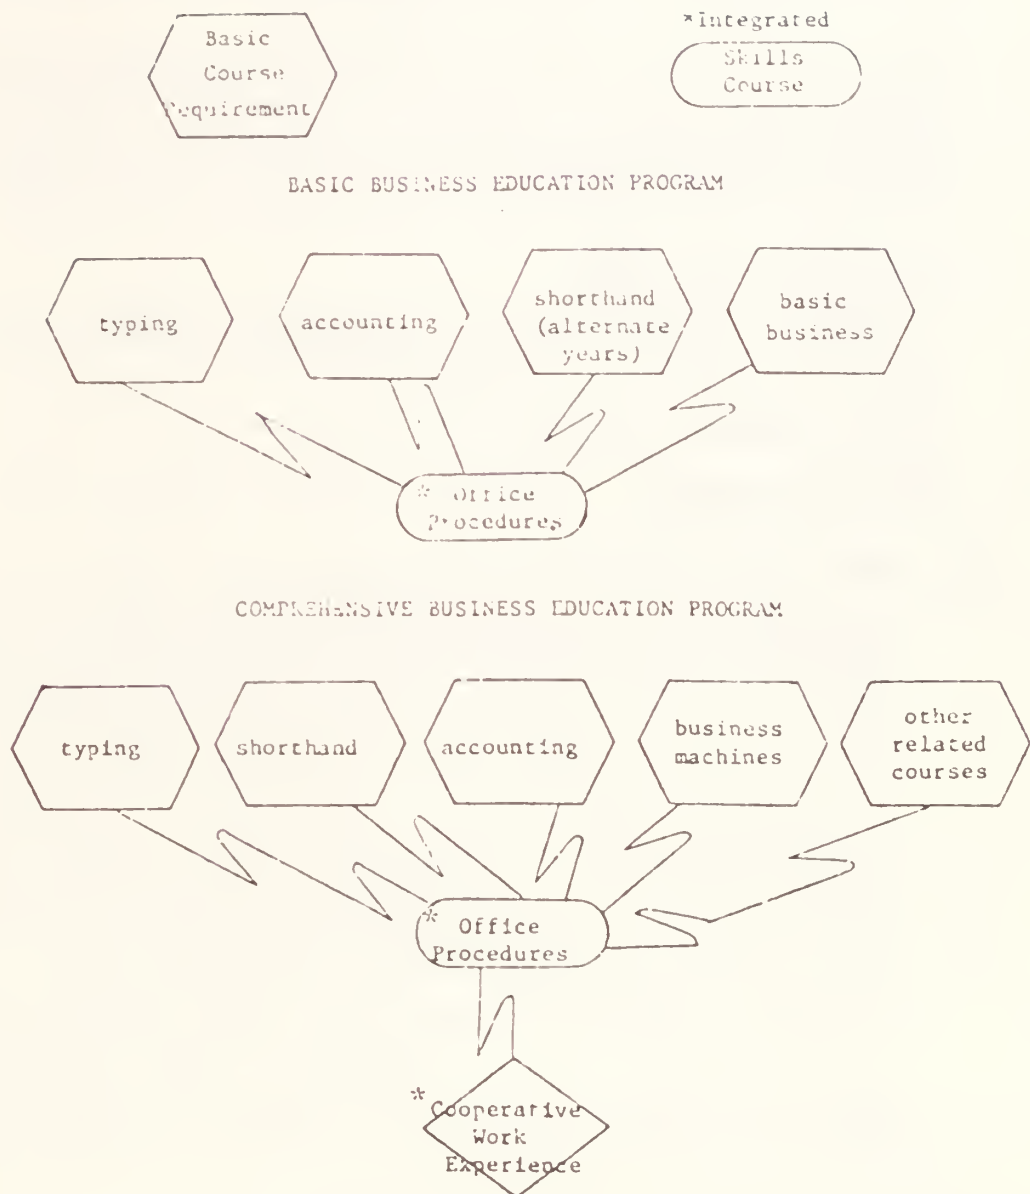 Basic
Course
Requirement
*Integrated
Skills
Course
BASIC BUSINESS EDUCATION PROGRAM
typing
accounting
shorthand
(alternate
years)
basic
business
* Office
Procedures
COMPREHENSIVE BUSINESS EDUCATION PROGRAM
typing
shorthand
accounting
business
machines
other
related
courses
* Office
Procedures
* Cooperative
Work
Experience